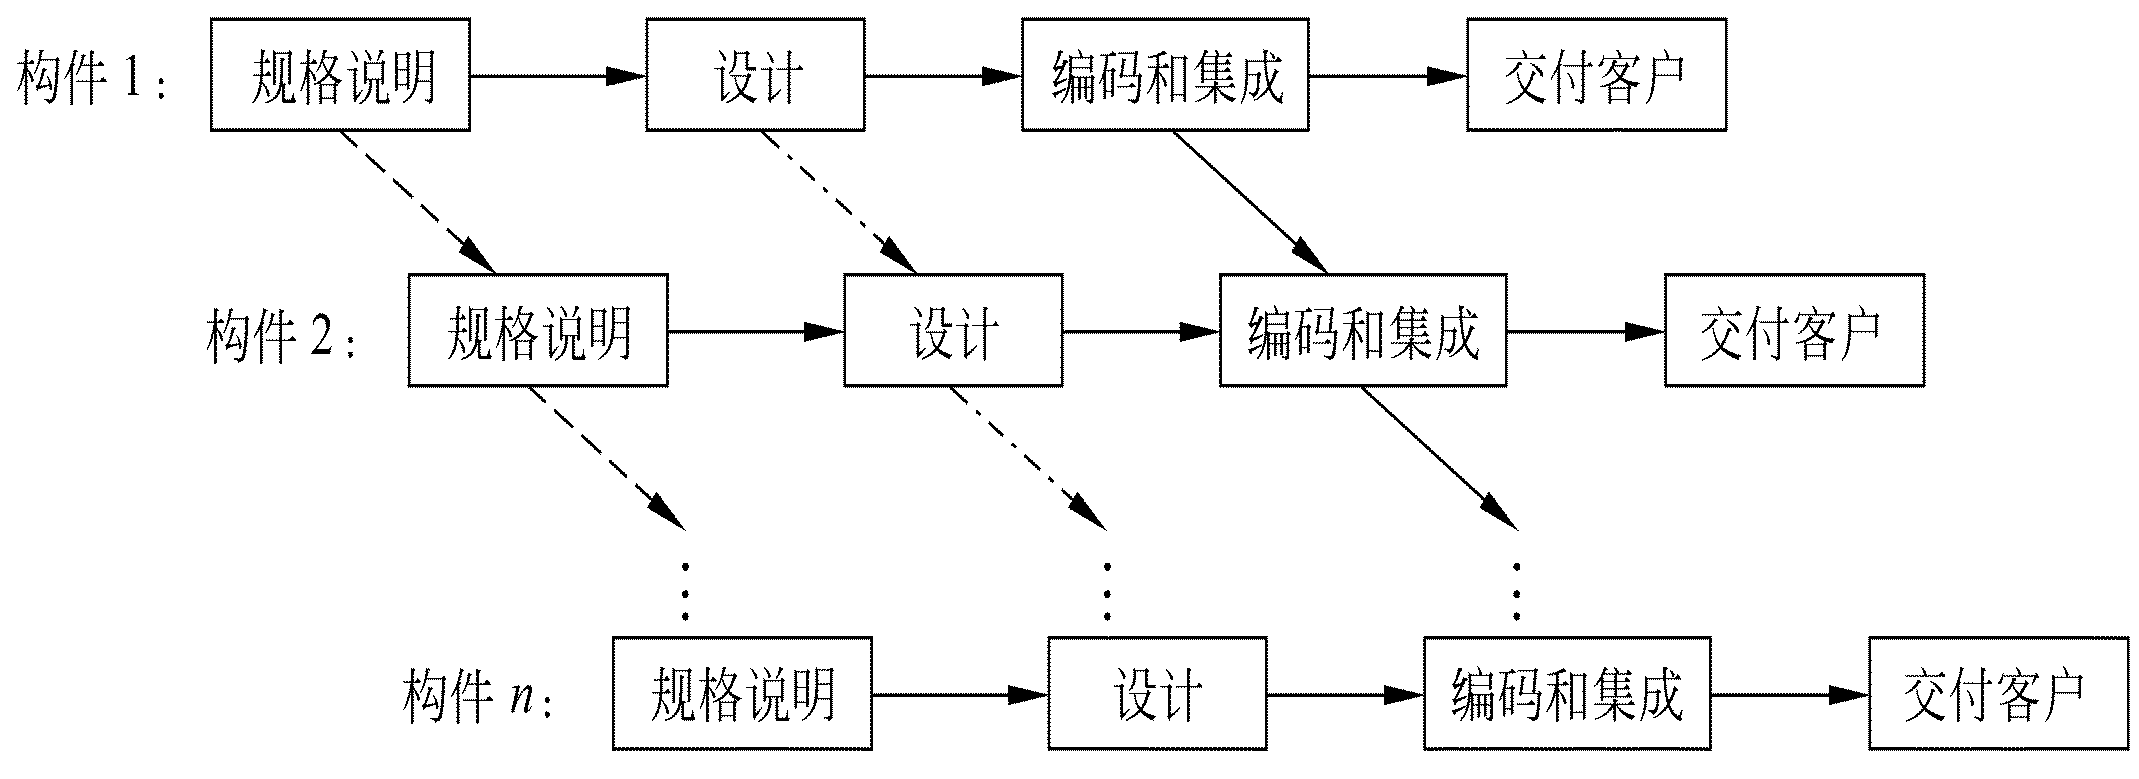 构件 1： 规格说明 设计 编码和集成 交付客户
构件 2： 规格说明 设计 编码和集成 交付客户
构件 n： 规格说明 设计 编码和集成 交付客户